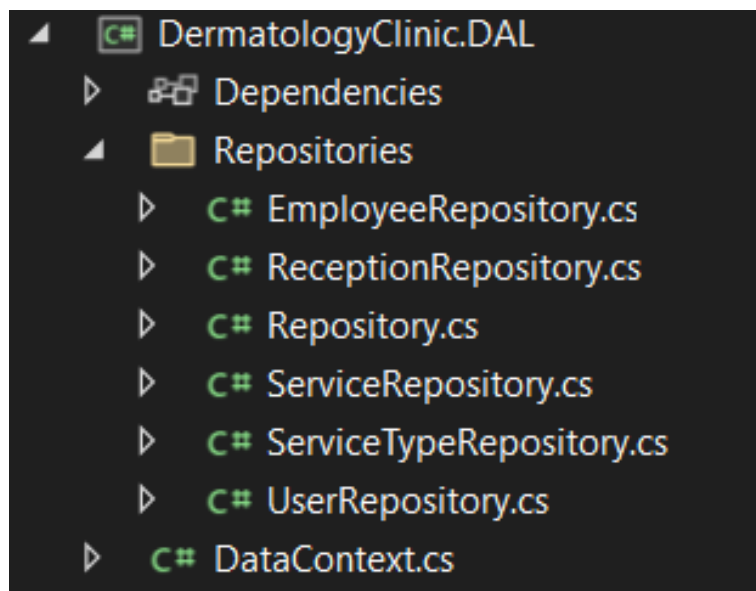 C# DermatologyClinic.DAL
Dependencies
Repositories
C# EmployeeRepository.cs
C# ReceptionRepository.cs
C# Repository.cs
C# ServiceRepository.cs
C# ServiceTypeRepository.cs
C# UserRepository.cs
C# DataContext.cs